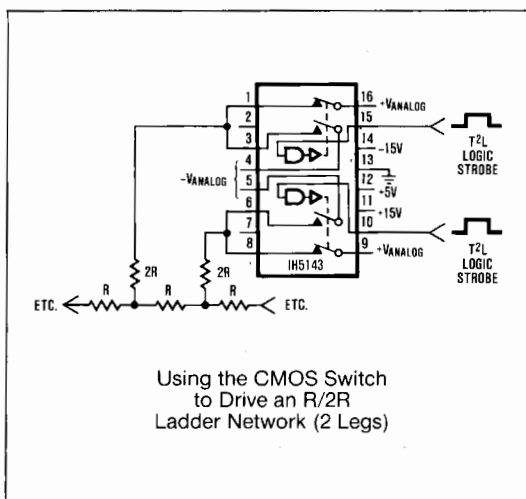 1
2
3
4
5
6
7
8
16 +VANALOG
15
14 -15V
13
12 +5V
11 +15V
10
9 +VANALOG
-VANALOG
IH5143
T²L
LOGIC
STROBE
T²L
LOGIC
STROBE
2R
2R
ETC.
R
R
R
ETC.
Using the CMOS Switch
to Drive an R/2R
Ladder Network (2 Legs)